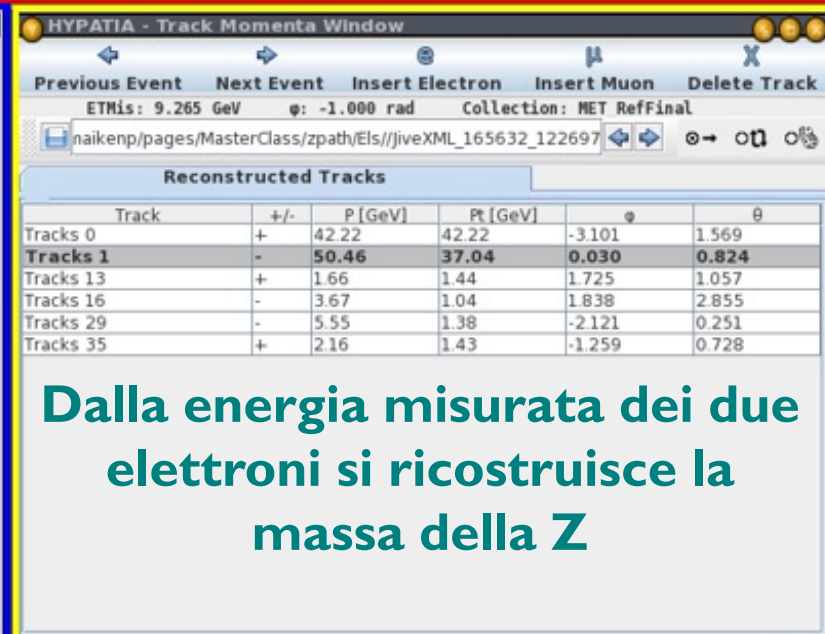 HYPATIA - Track Momenta Window
Previous Event Next Event Insert Electron Insert Muon Delete Track
ETMis: 9.265 GeV φ: -1.000 rad Collection: MET RefFinal
naikenp/pages/MasterClass/zpath/Els//JiveXML_165632_122697
Reconstructed Tracks
Track +/- P [GeV] Pt [GeV] φ θ
Tracks 0 + 42.22 42.22 -3.101 1.569
Tracks 1 - 50.46 37.04 0.030 0.824
Tracks 13 + 1.66 1.44 1.725 1.057
Tracks 16 - 3.67 1.04 1.838 2.855
Tracks 29 - 5.55 1.38 -2.121 0.251
Tracks 35 + 2.16 1.43 -1.259 0.728
Dalla energia misurata dei due
elettroni si ricostruisce la
massa della Z